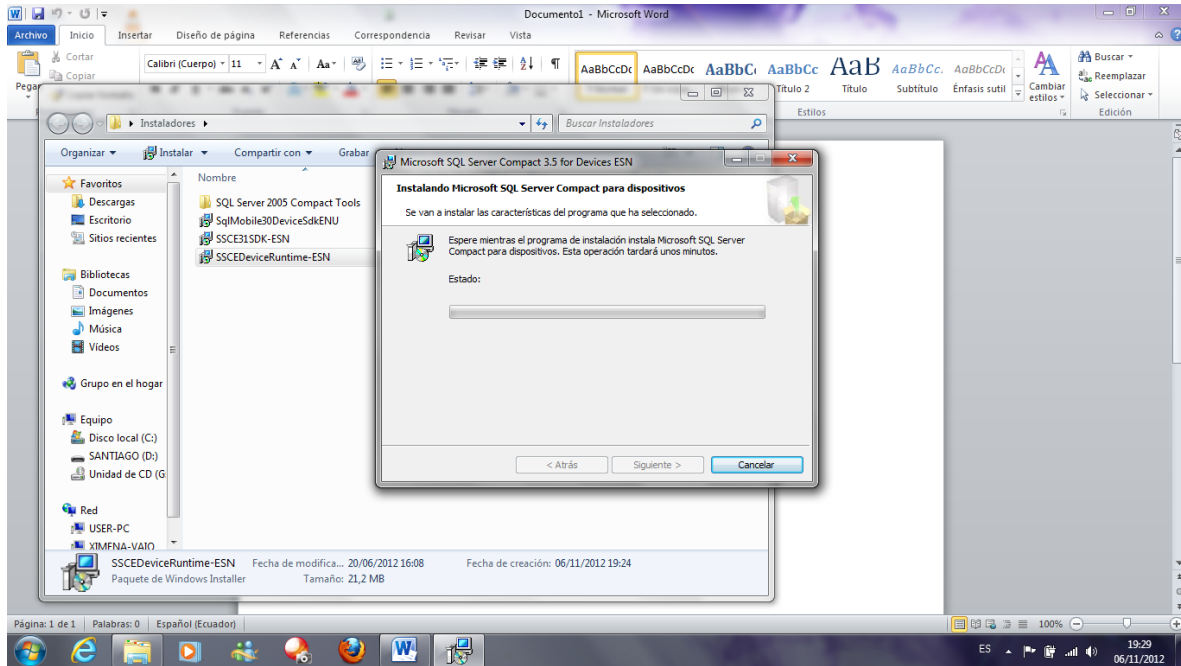 Documento1 - Microsoft Word
Archivo Inicio Insertar Diseño de página Referencias Correspondencia Revisar Vista
Cortar
Copiar
Calibri (Cuerpo) 11
AaBbCcDc AaBbCcDc AaBbC AaBbCc AaB AaBbCc. AaBbCcDc
Título 2 Título Subtítulo Énfasis sutil
Cambiar estilos
Buscar
Reemplazar
Seleccionar
Estilos Edición
Instaladores
Buscar Instaladores
Organizar Instalar Compartir con Grabar
Favoritos
Descargas
Escritorio
Sitios recientes
Bibliotecas
Documentos
Imágenes
Música
Vídeos
Grupo en el hogar
Equipo
Disco local (C:)
SANTIAGO (D:)
Unidad de CD (G:
Red
USER-PC
XIMENA-VAIO
Nombre
SQL Server 2005 Compact Tools
SqlMobile30DeviceSdkENU
SSCE31SDK-ESN
SSCEDeviceRuntime-ESN
Microsoft SQL Server Compact 3.5 for Devices ESN
Instalando Microsoft SQL Server Compact para dispositivos
Se van a instalar las características del programa que ha seleccionado.
Espere mientras el programa de instalación instala Microsoft SQL Server
Compact para dispositivos. Esta operación tardará unos minutos.
Estado:
< Atrás Siguiente > Cancelar
SSCEDeviceRuntime-ESN Fecha de modifica... 20/06/2012 16:08 Fecha de creación: 06/11/2012 19:24
Paquete de Windows Installer Tamaño: 21,2 MB
Página: 1 de 1 Palabras: 0 Español (Ecuador) 100%
ES 19:29
06/11/2012